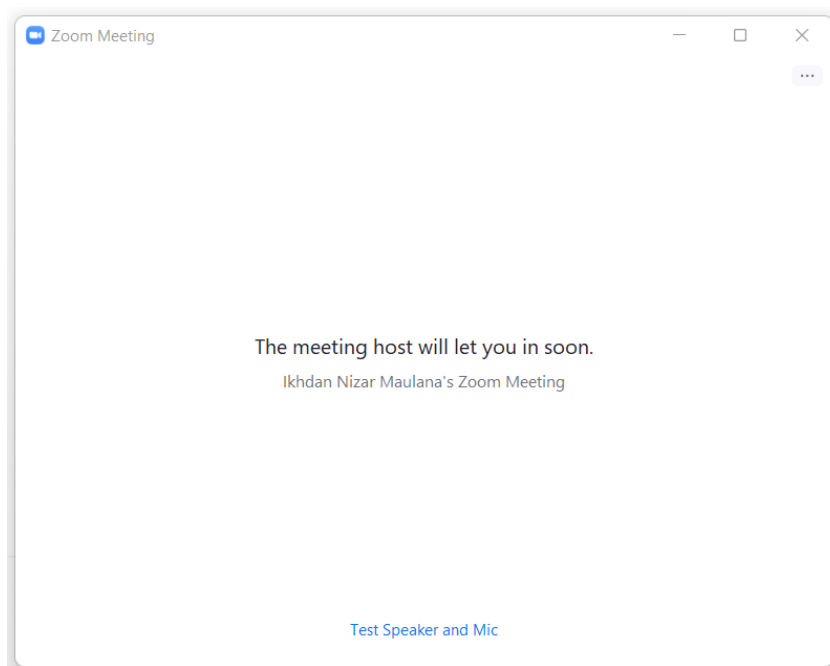 Zoom Meeting
The meeting host will let you in soon.
Ikhdan Nizar Maulana's Zoom Meeting
Test Speaker and Mic